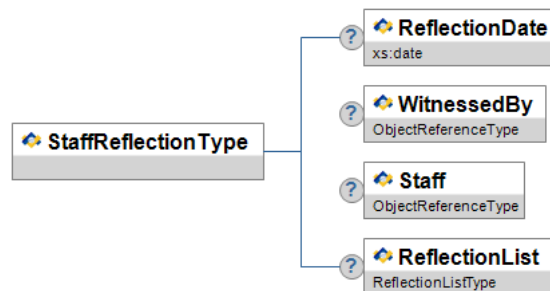 StaffReflectionType
? ReflectionDate
xs:date
? WitnessedBy
ObjectReferenceType
? Staff
ObjectReferenceType
? ReflectionList
ReflectionListType